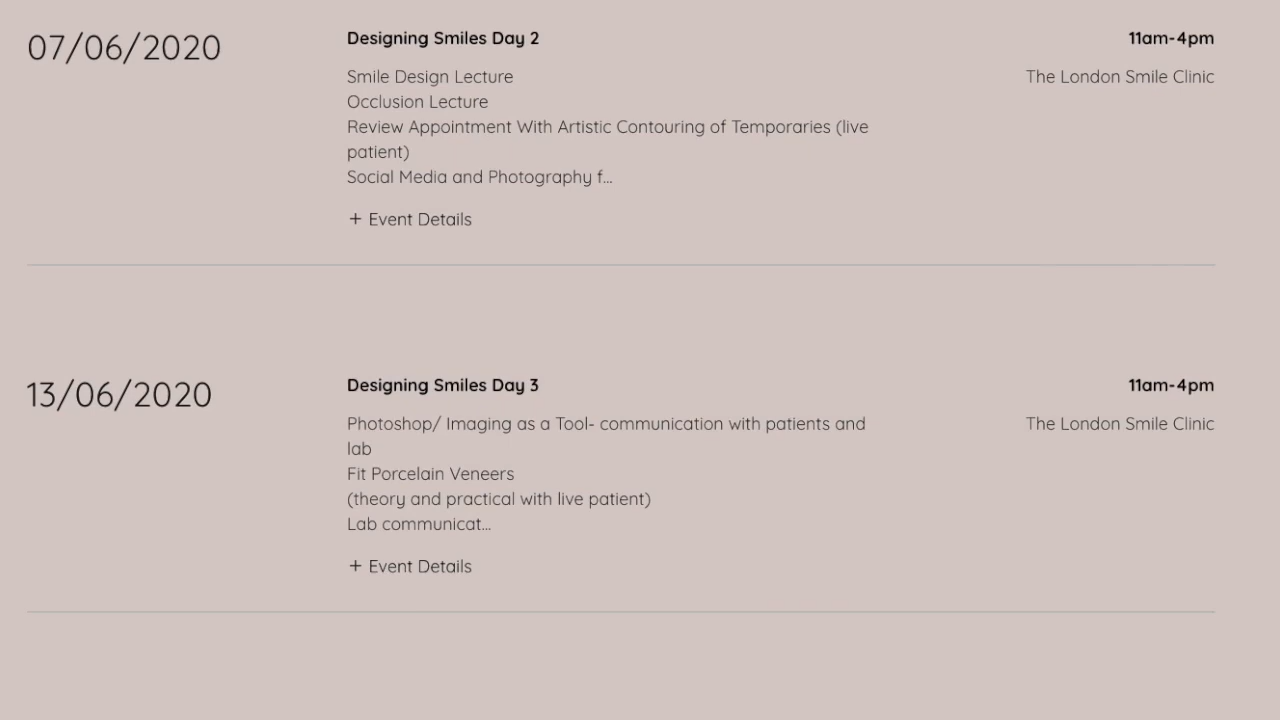 07/06/2020
Designing Smiles Day 2
11am-4pm
Smile Design Lecture
The London Smile Clinic
Occlusion Lecture
Review Appointment With Artistic Contouring of Temporaries (live
patient)
Social Media and Photography f...
+ Event Details
13/06/2020
Designing Smiles Day 3
11am-4pm
Photoshop/ Imaging as a Tool- communication with patients and
The London Smile Clinic
lab
Fit Porcelain Veneers
(theory and practical with live patient)
Lab communicat...
+ Event Details